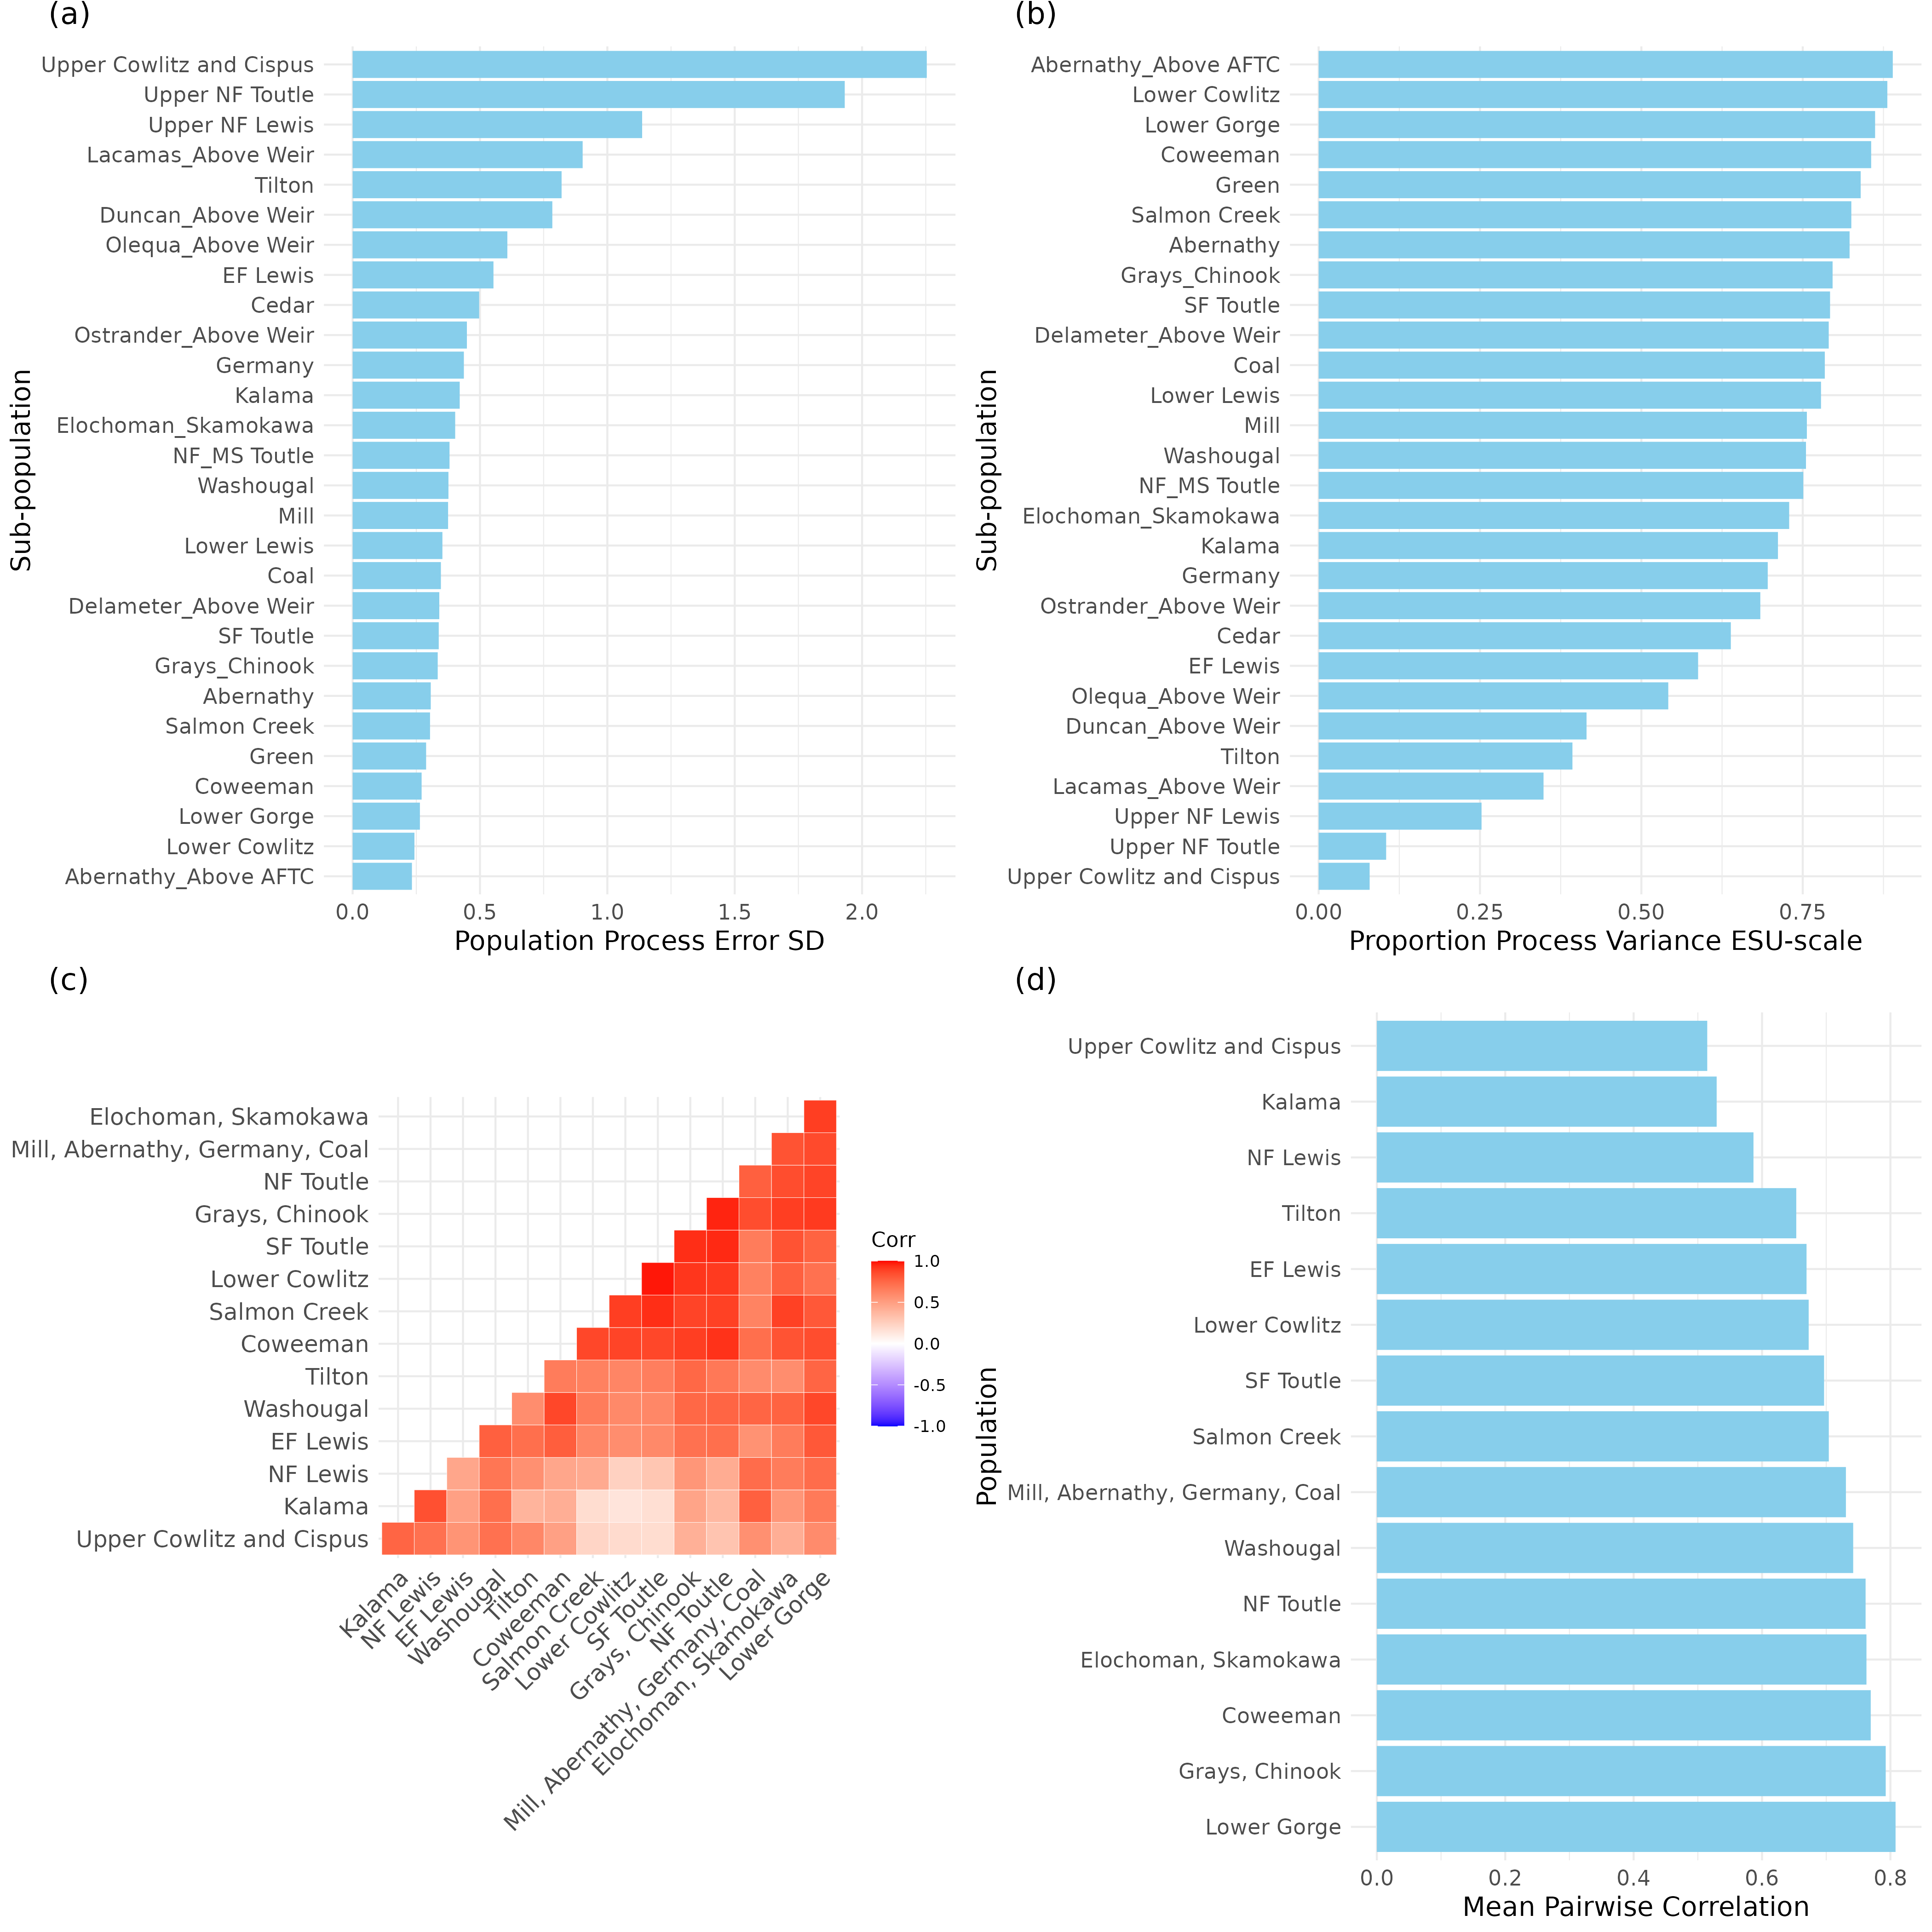 (a)
Upper Cowlitz and Cispus
Upper NF Toutle
Upper NF Lewis
Lacamas_Above Weir
Tilton
Duncan_Above Weir
Olequa_Above Weir
EF Lewis
Cedar
Ostrander_Above Weir
Germany
Kalama
Elochoman_Skamokawa
NF_MS Toutle
Washougal
Mill
Lower Lewis
Coal
Delameter_Above Weir
SF Toutle
Grays_Chinook
Abernathy
Salmon Creek
Green
Coweeman
Lower Gorge
Lower Cowlitz
Abernathy_Above AFTC
Sub-population
0.0 0.5 1.0 1.5 2.0
Population Process Error SD
(b)
Abernathy_Above AFTC
Lower Cowlitz
Lower Gorge
Coweeman
Green
Salmon Creek
Abernathy
Grays_Chinook
SF Toutle
Delameter_Above Weir
Coal
Lower Lewis
Mill
Washougal
NF_MS Toutle
Elochoman_Skamokawa
Kalama
Germany
Ostrander_Above Weir
Cedar
EF Lewis
Olequa_Above Weir
Duncan_Above Weir
Tilton
Lacamas_Above Weir
Upper NF Lewis
Upper NF Toutle
Upper Cowlitz and Cispus
Sub-population
0.00 0.25 0.50 0.75
Proportion Process Variance ESU-scale
(c)
Elochoman, Skamokawa
Mill, Abernathy, Germany, Coal
NF Toutle
Grays, Chinook
SF Toutle
Lower Cowlitz
Salmon Creek
Coweeman
Tilton
Washougal
EF Lewis
NF Lewis
Kalama
Upper Cowlitz and Cispus
Kalama
NF Lewis
EF Lewis
Washougal
Tilton
Coweeman
Salmon Creek
Lower Cowlitz
SF Toutle
Grays, Chinook
NF Toutle
Mill, Abernathy, Germany, Coal
Elochoman, Skamokawa
Lower Gorge
Corr
1.0
0.5
0.0
-0.5
-1.0
(d)
Upper Cowlitz and Cispus
Kalama
NF Lewis
Tilton
EF Lewis
Lower Cowlitz
SF Toutle
Salmon Creek
Mill, Abernathy, Germany, Coal
Washougal
NF Toutle
Elochoman, Skamokawa
Coweeman
Grays, Chinook
Lower Gorge
Population
0.0 0.2 0.4 0.6 0.8
Mean Pairwise Correlation